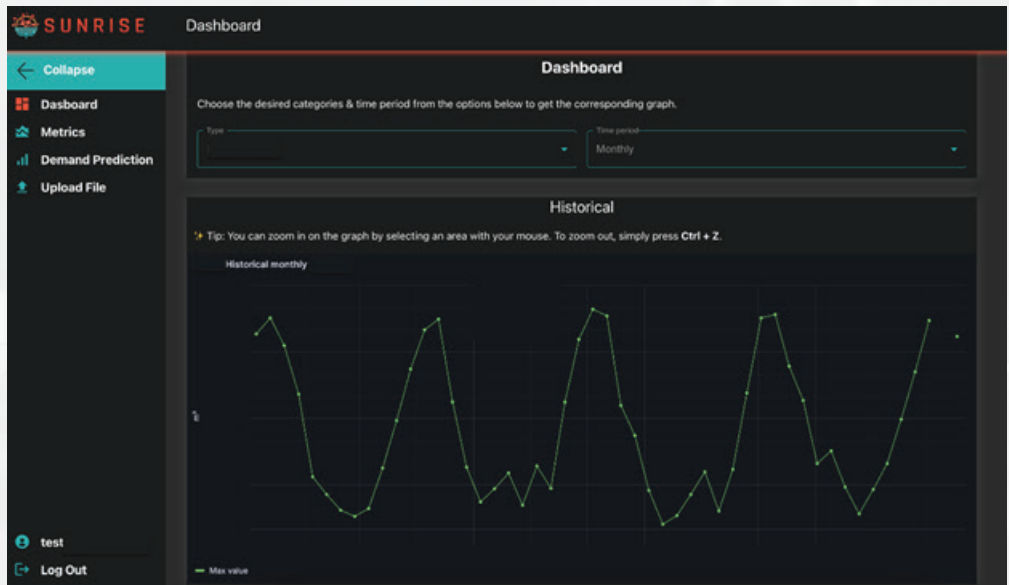 SUNRISE
Dashboard
Collapse
Dasboard
Metrics
Demand Prediction
Upload File
test
Log Out
Dashboard
Choose the desired categories & time period from the options below to get the corresponding graph.
Type
Time period
Monthly
Historical
✨ Tip: You can zoom in on the graph by selecting an area with your mouse. To zoom out, simply press Ctrl + Z.
Historical monthly
Max value